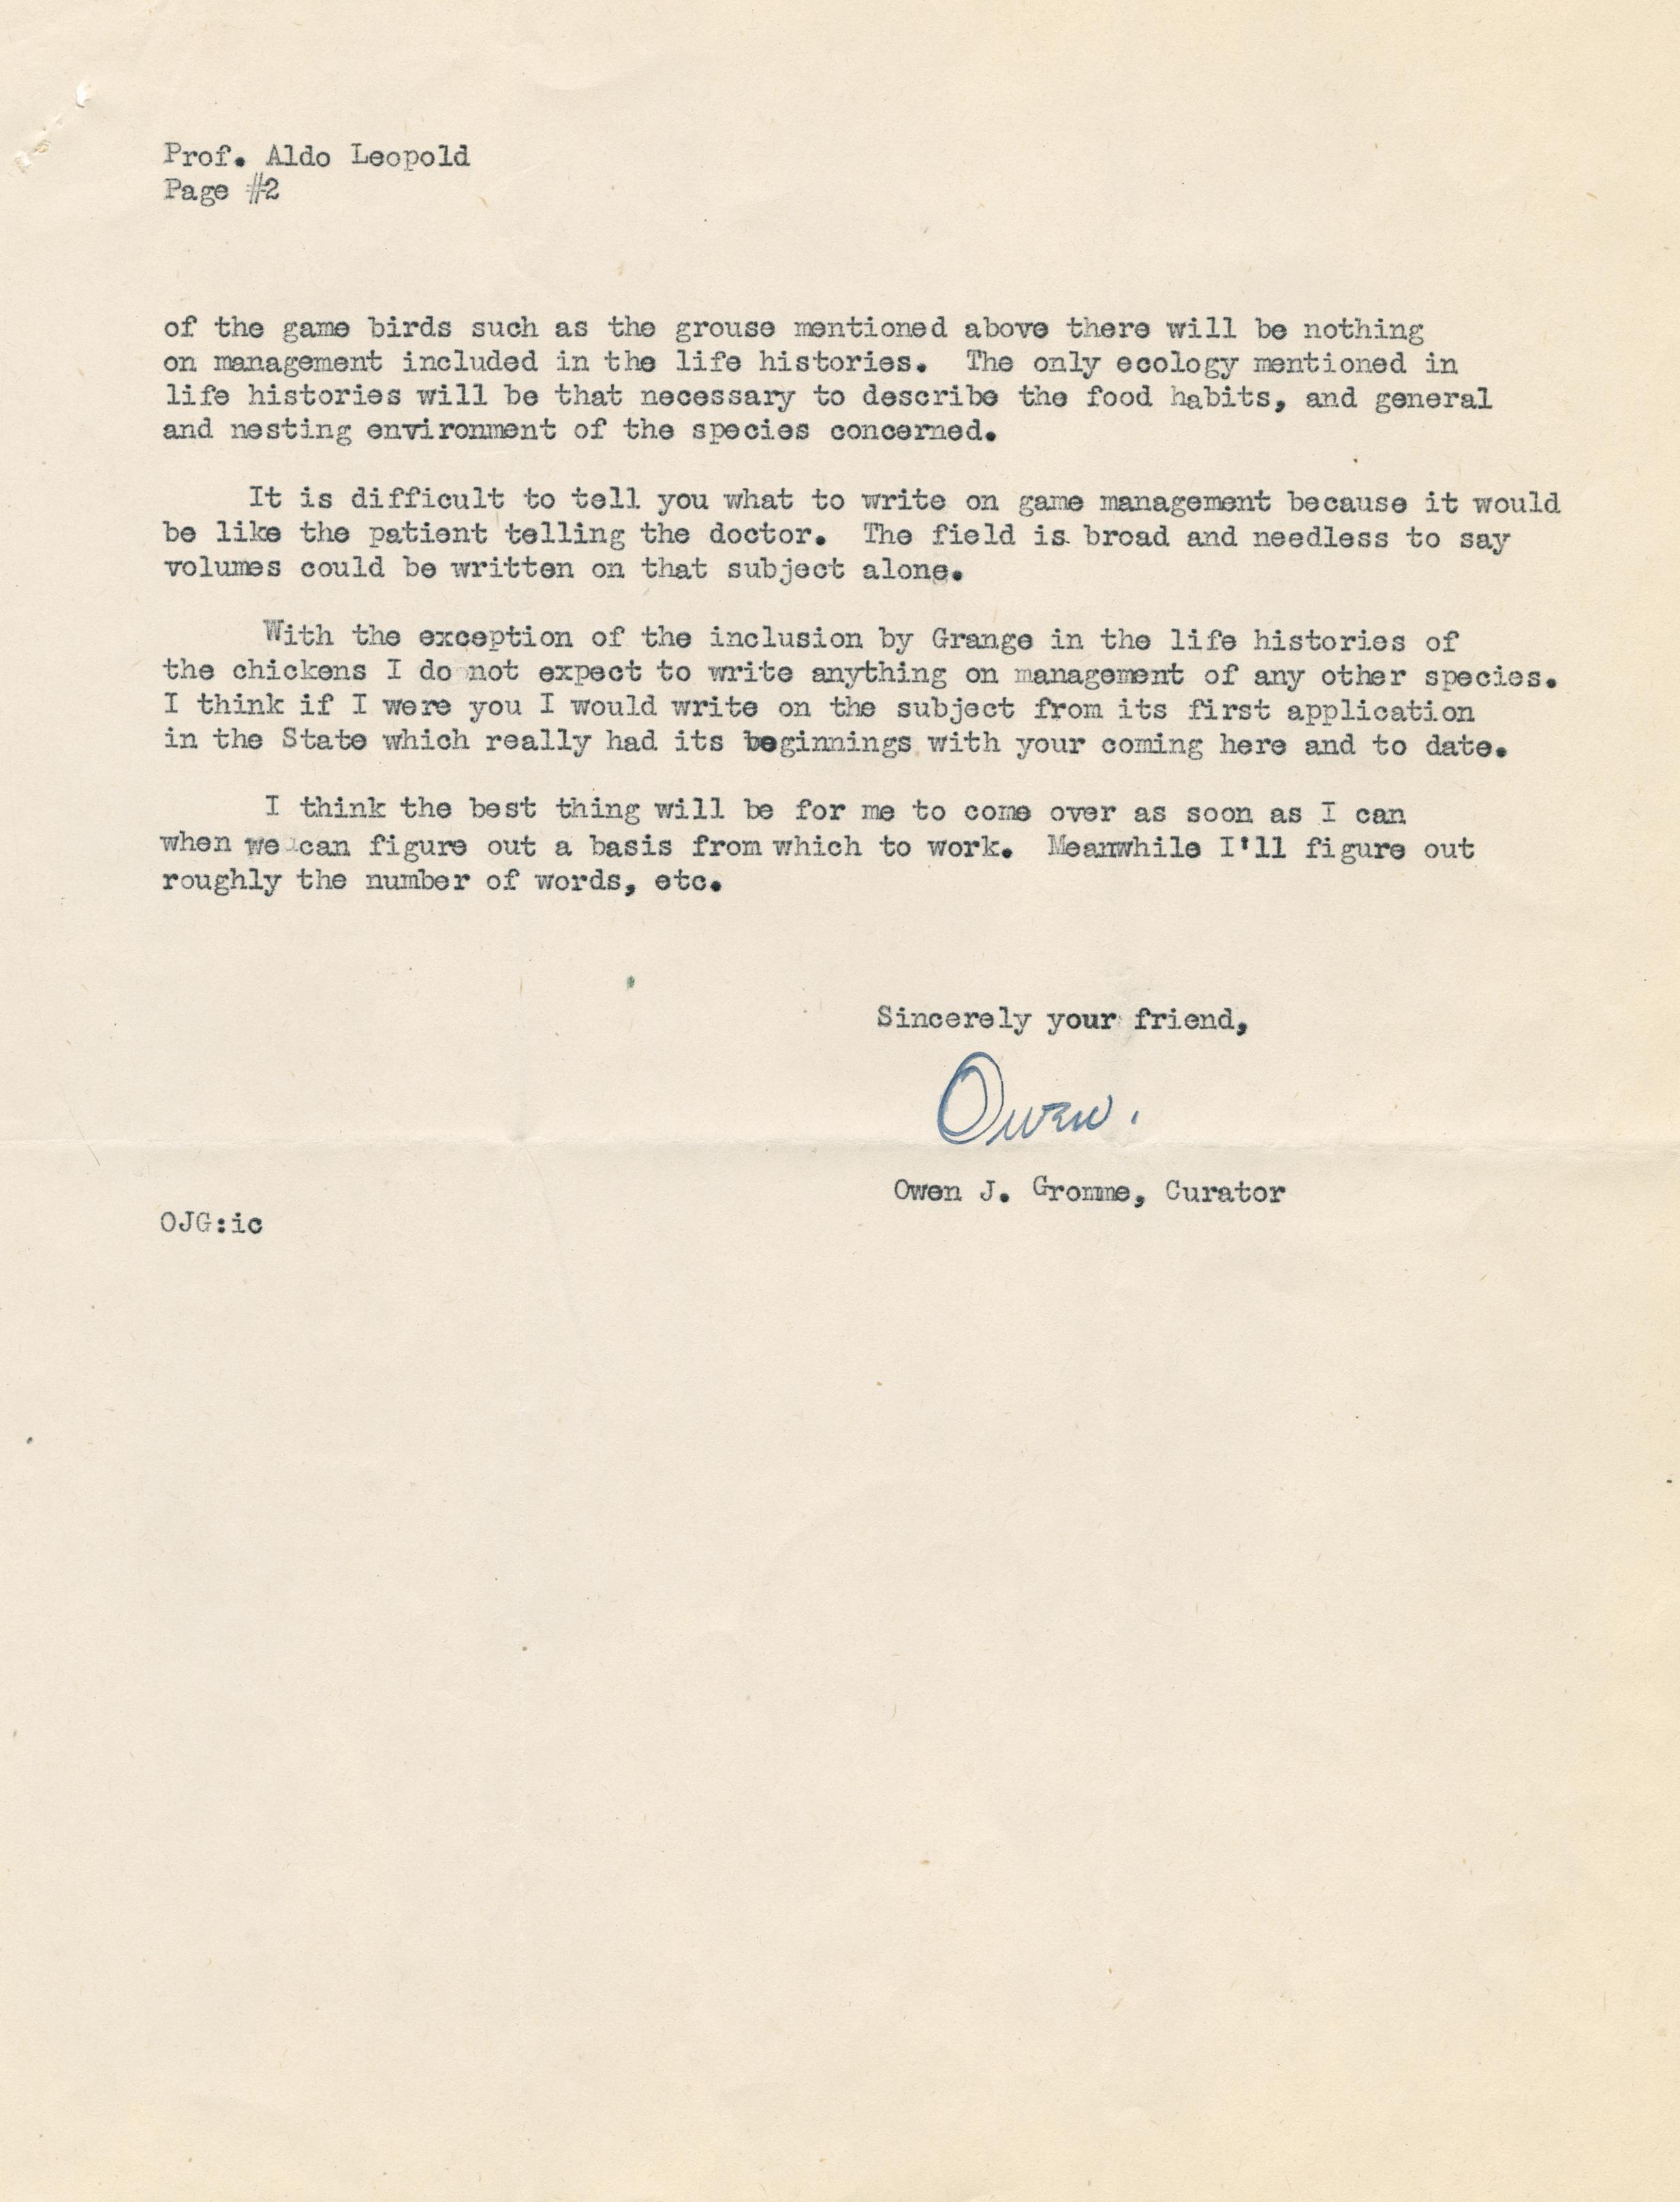 Prof. Aldo Leopold
Page #2
of the game birds such as the grouse mentioned above there will be nothing
on management included in the life histories. The only ecology mentioned in
life histories will be that necessary to describe the food habits, and general
and nesting environment of the species concerned.
It is difficult to tell you what to write on game management because it would
be like the patient telling the doctor. The field is broad and needless to say
volumes could be written on that subject alone.
With the exception of the inclusion by Grange in the life histories of
the chickens I do not expect to write anything on management of any other species.
I think if I were you I would write on the subject from its first application
in the State which really had its beginnings with your coming here and to date.
I think the best thing will be for me to come over as soon as I can
when we can figure out a basis from which to work. Meanwhile I'll figure out
roughly the number of words, etc.
Sincerely your friend,
Owen.
Owen J. Gromme, Curator
OJG:ic